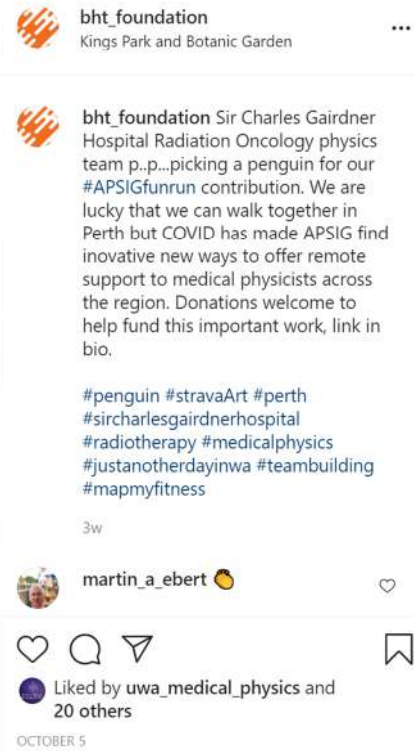 bht_foundation
Kings Park and Botanic Garden
bht_foundation Sir Charles Gairdner
Hospital Radiation Oncology physics
team p..p...picking a penguin for our
#APSIGfunrun contribution. We are
lucky that we can walk together in
Perth but COVID has made APSIG find
inovative new ways to offer remote
support to medical physicists across
the region. Donations welcome to
help fund this important work, link in
bio.
#penguin #stravaArt #perth
#sircharlesgairdnerhospital
#radiotherapy #medicalphysics
#justanotherdayinwa #teambuilding
#mapmyfitness
3w
martin_a_ebert 👏
Liked by uwa_medical_physics and
20 others
OCTOBER 5